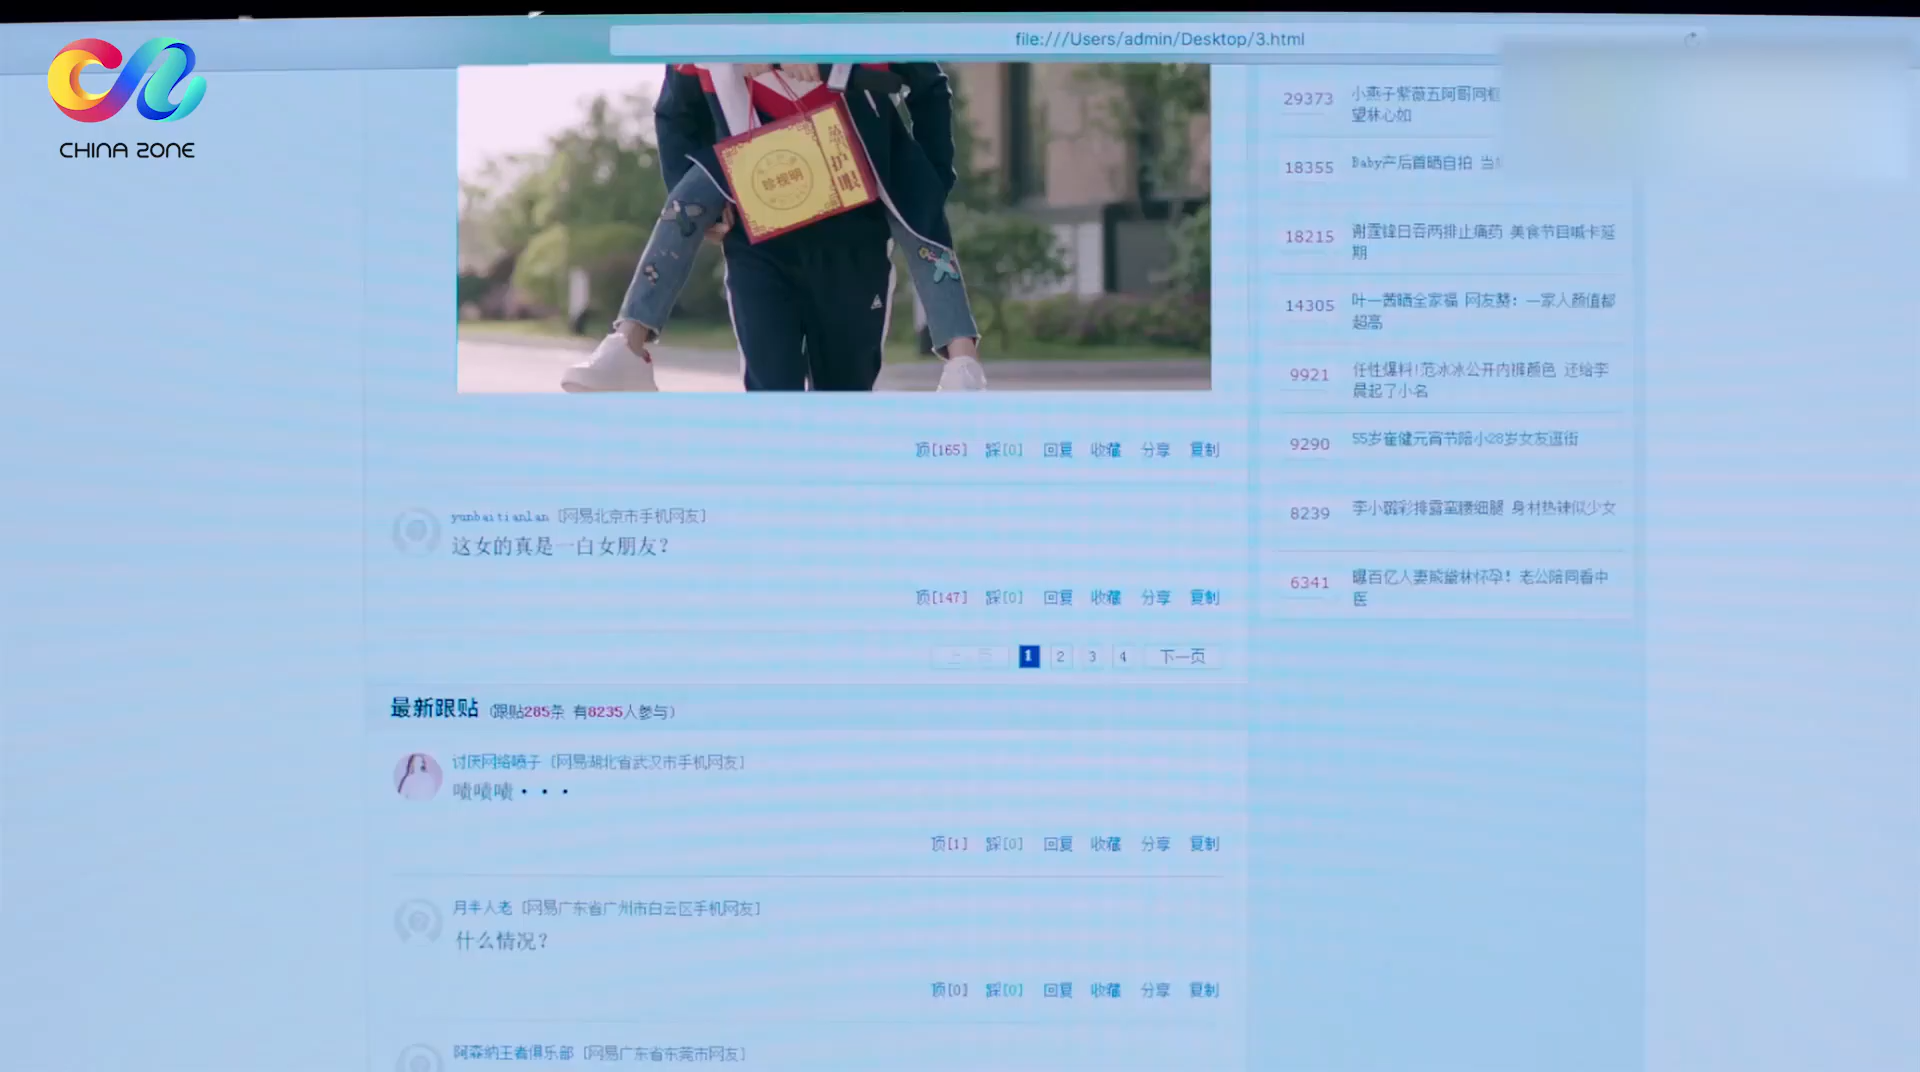 CHINA ZONE
file:///Users/admin/Desktop/3.html
珍视明
护眼
29373 小燕子紫薇五阿哥同框
望林心如
18355 Baby产后首晒自拍 当
18215 谢霆锋日吞两排止痛药 美食节目喊卡延
期
14305 叶一茜晒全家福 网友赞：一家人颜值都
超高
9921 任性爆料!范冰冰公开内裤颜色 还给李
晨起了小名
9290 55岁崔健元宵节陪小28岁女友逛街
8239 李小璐彩排露蛮腰细腿 身材热辣似少女
6341 曝百亿人妻熊黛林怀孕！老公陪同看中
医
顶[165] 踩[0] 回复 收藏 分享 复制
yunbaitianlan [网易北京市手机网友]
这女的真是一白女朋友？
顶[147] 踩[0] 回复 收藏 分享 复制
1 2 3 4 下一页
最新跟贴 (跟贴285条 有8235人参与)
讨厌网络喷子 [网易湖北省武汉市手机网友]
啧啧啧···
顶[1] 踩[0] 回复 收藏 分享 复制
月半人老 [网易广东省广州市白云区手机网友]
什么情况？
顶[0] 踩[0] 回复 收藏 分享 复制
阿森纳王者俱乐部 [网易广东省东莞市网友]